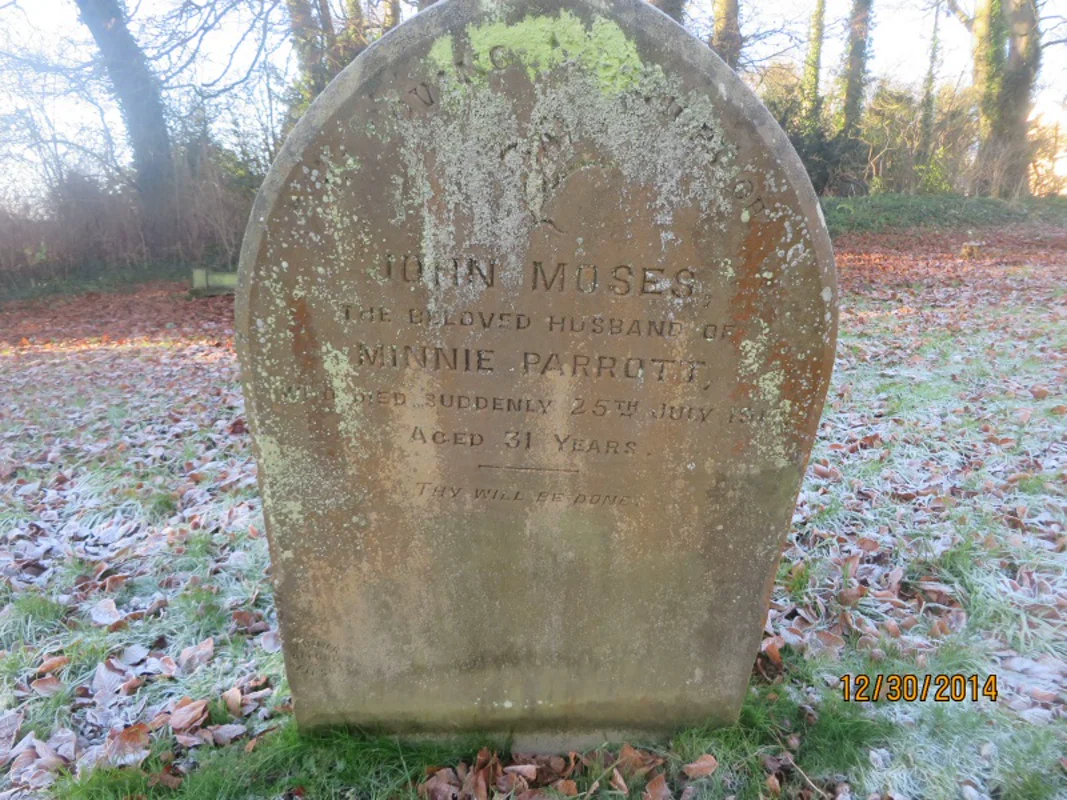 JOHN MOSES,
THE BELOVED HUSBAND OF
MINNIE PARROTT,
WHO DIED SUDDENLY 25TH JULY
AGED 31 YEARS.
THY WILL BE DONE.
12/30/2014